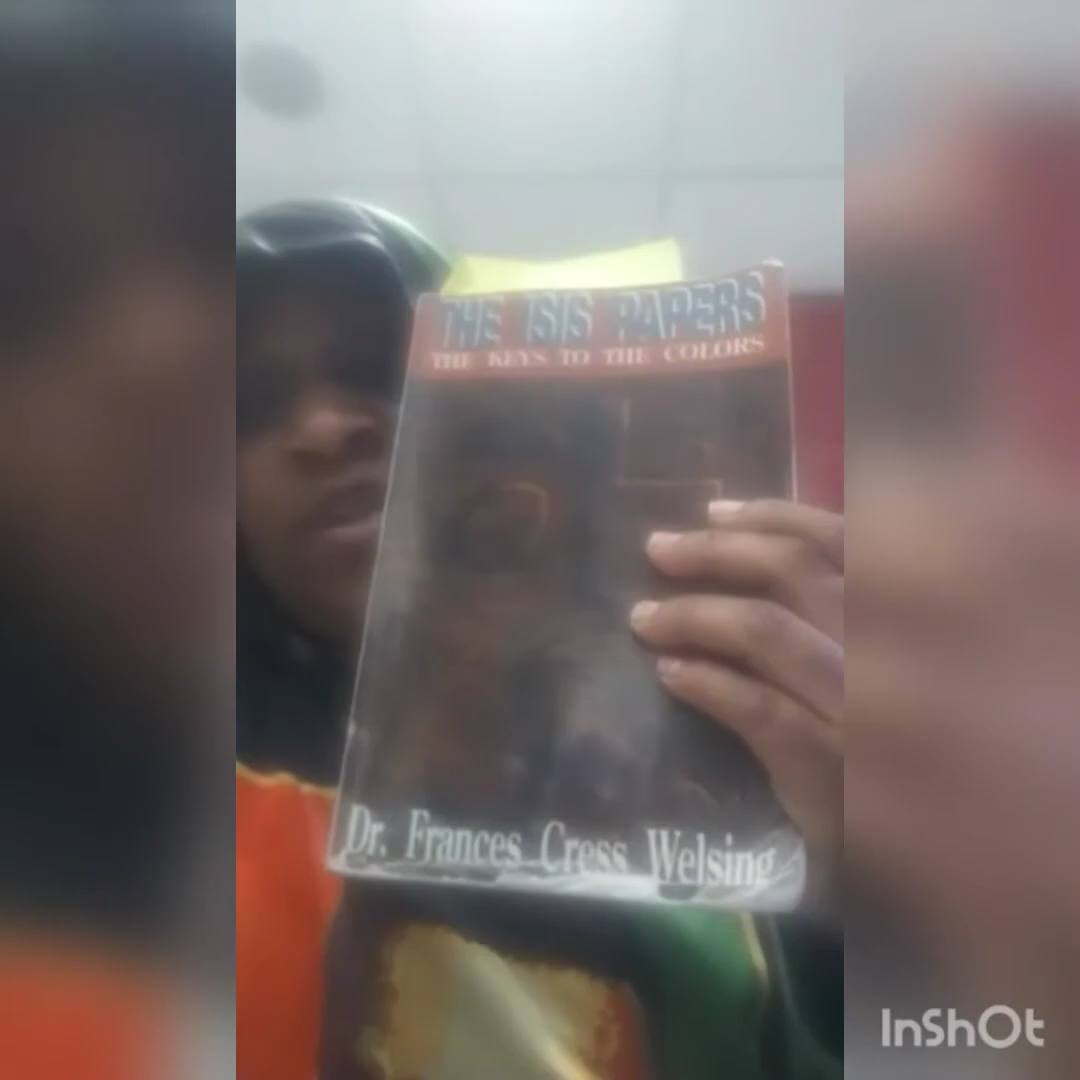 THE ISIS PAPERS
THE KEYS TO THE COLORS
Dr. Frances Cress Welsing
InShOt